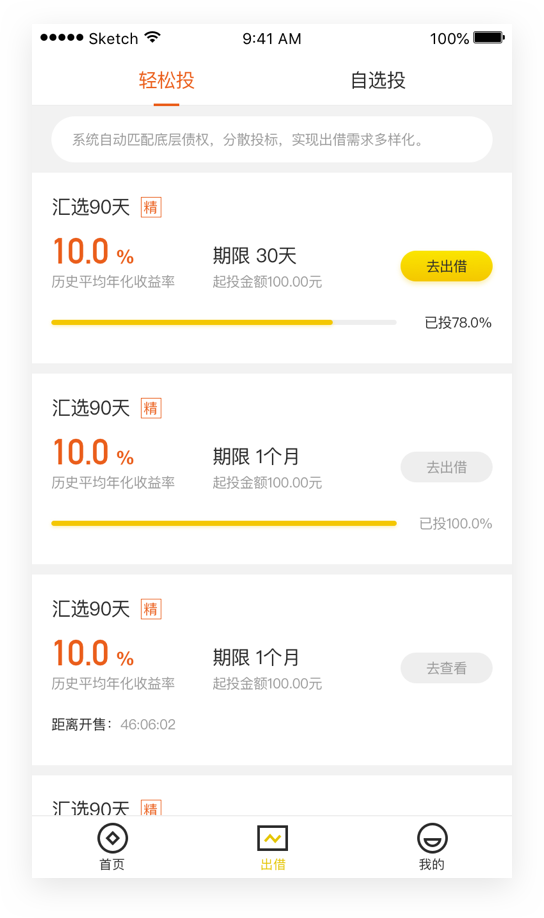 Sketch 9:41 AM 100%
轻松投 自选投
系统自动匹配底层债权，分散投标，实现出借需求多样化。
汇选90天 精
10.0 % 期限 30天 去出借
历史平均年化收益率 起投金额100.00元
已投78.0%
汇选90天 精
10.0 % 期限 1个月 去出借
历史平均年化收益率 起投金额100.00元
已投100.0%
汇选90天 精
10.0 % 期限 1个月 去查看
历史平均年化收益率 起投金额100.00元
距离开售：46:06:02
汇选90天 精
首页 出借 我的